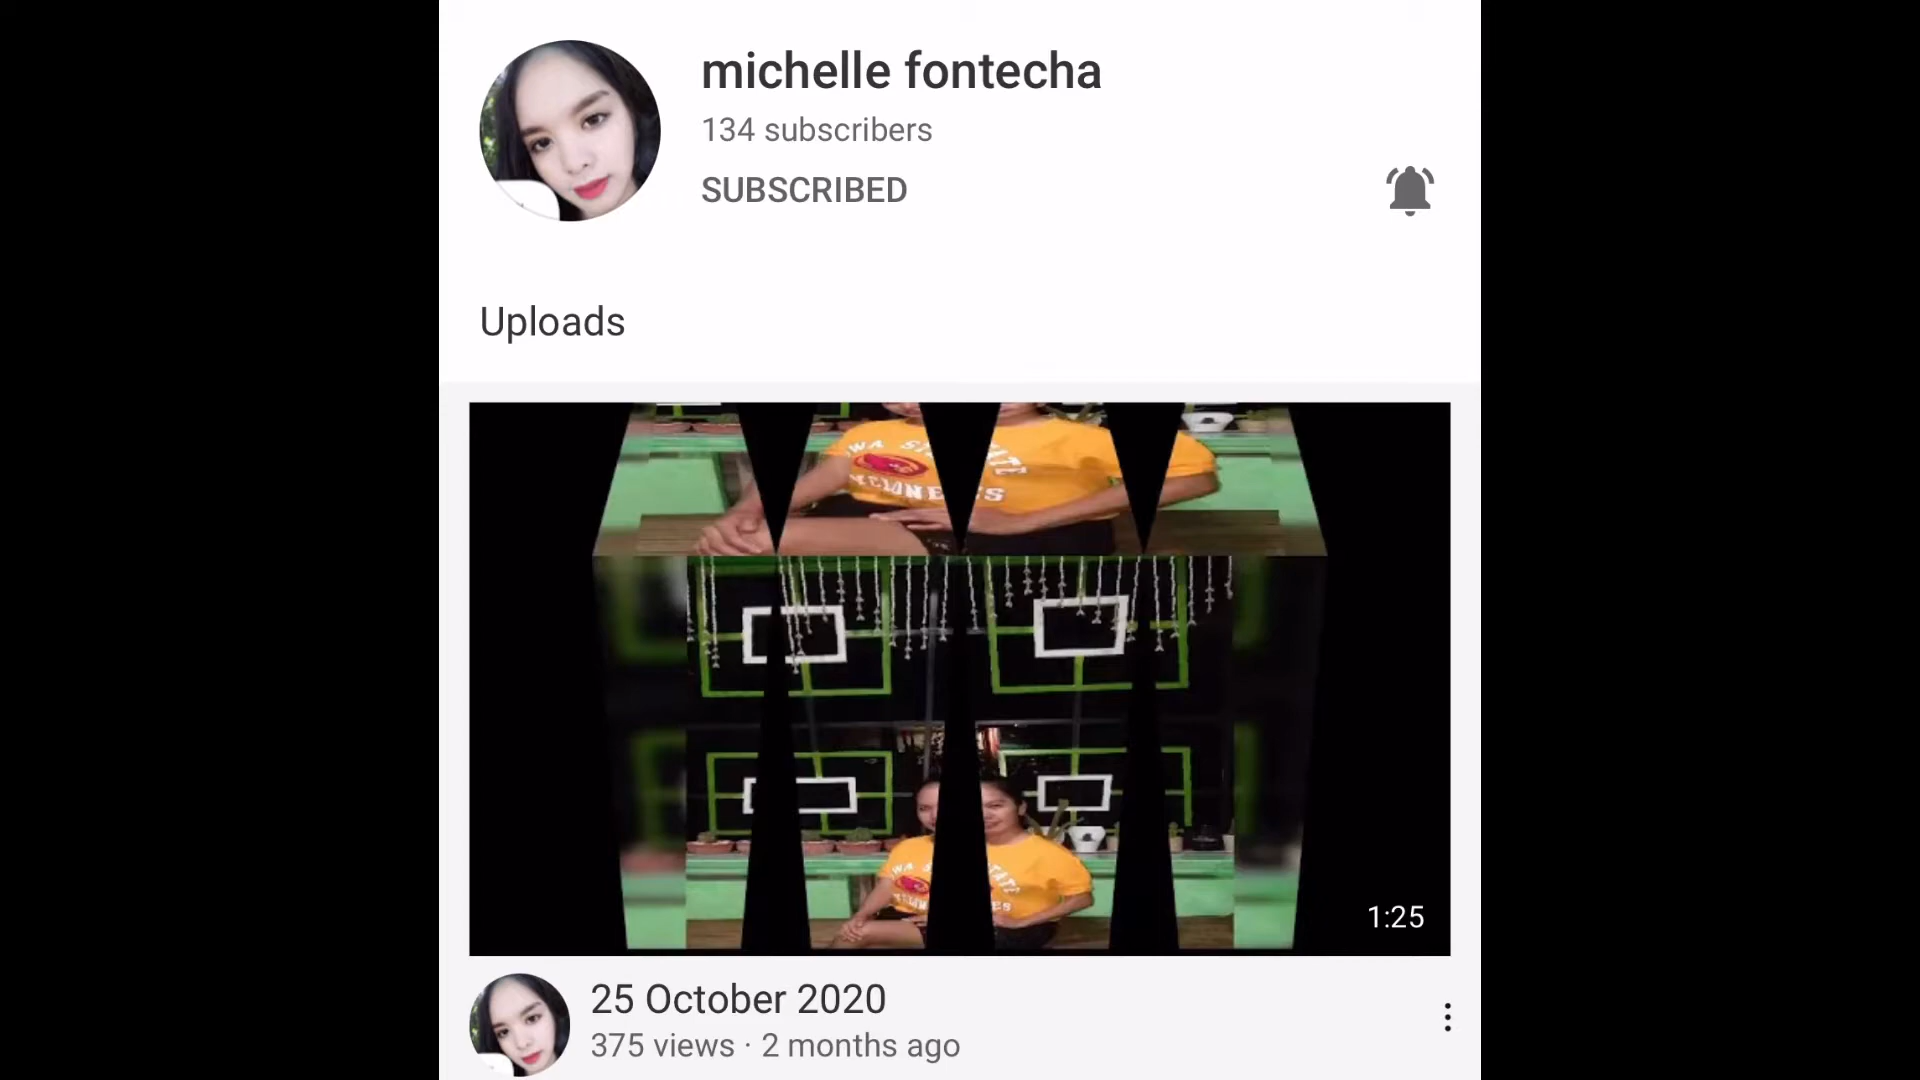 michelle fontecha
134 subscribers
SUBSCRIBED
Uploads
1:25
25 October 2020
375 views · 2 months ago